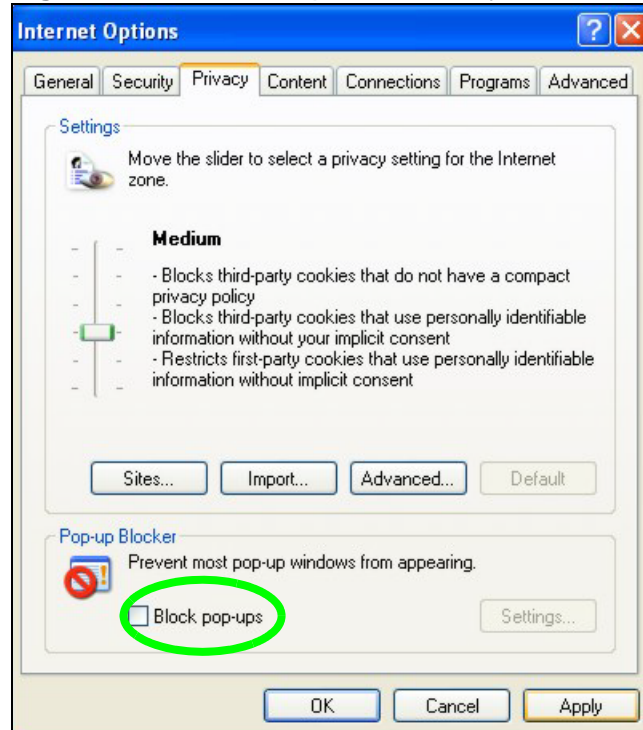 Internet Options
General Security Privacy Content Connections Programs Advanced
Settings
Move the slider to select a privacy setting for the Internet
zone.
Medium
- Blocks third-party cookies that do not have a compact
privacy policy
- Blocks third-party cookies that use personally identifiable
information without your implicit consent
- Restricts first-party cookies that use personally identifiable
information without implicit consent
Sites... Import... Advanced... Default
Pop-up Blocker
Prevent most pop-up windows from appearing.
Block pop-ups Settings...
OK Cancel Apply